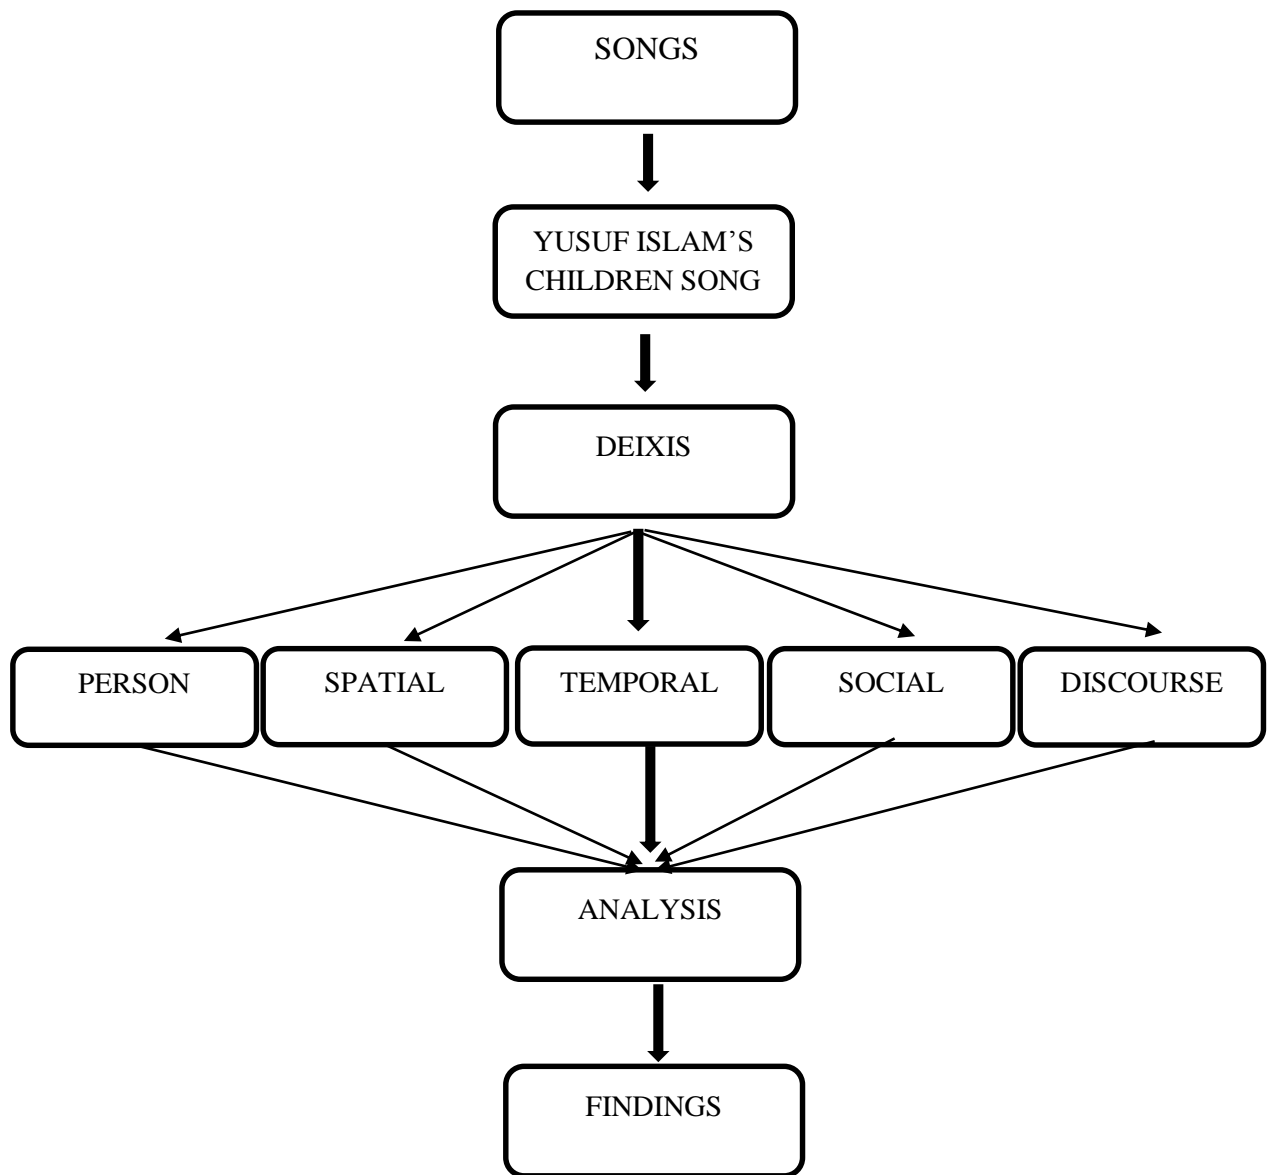 SONGS
YUSUF ISLAM’S
CHILDREN SONG
DEIXIS
PERSON
SPATIAL
TEMPORAL
SOCIAL
DISCOURSE
ANALYSIS
FINDINGS